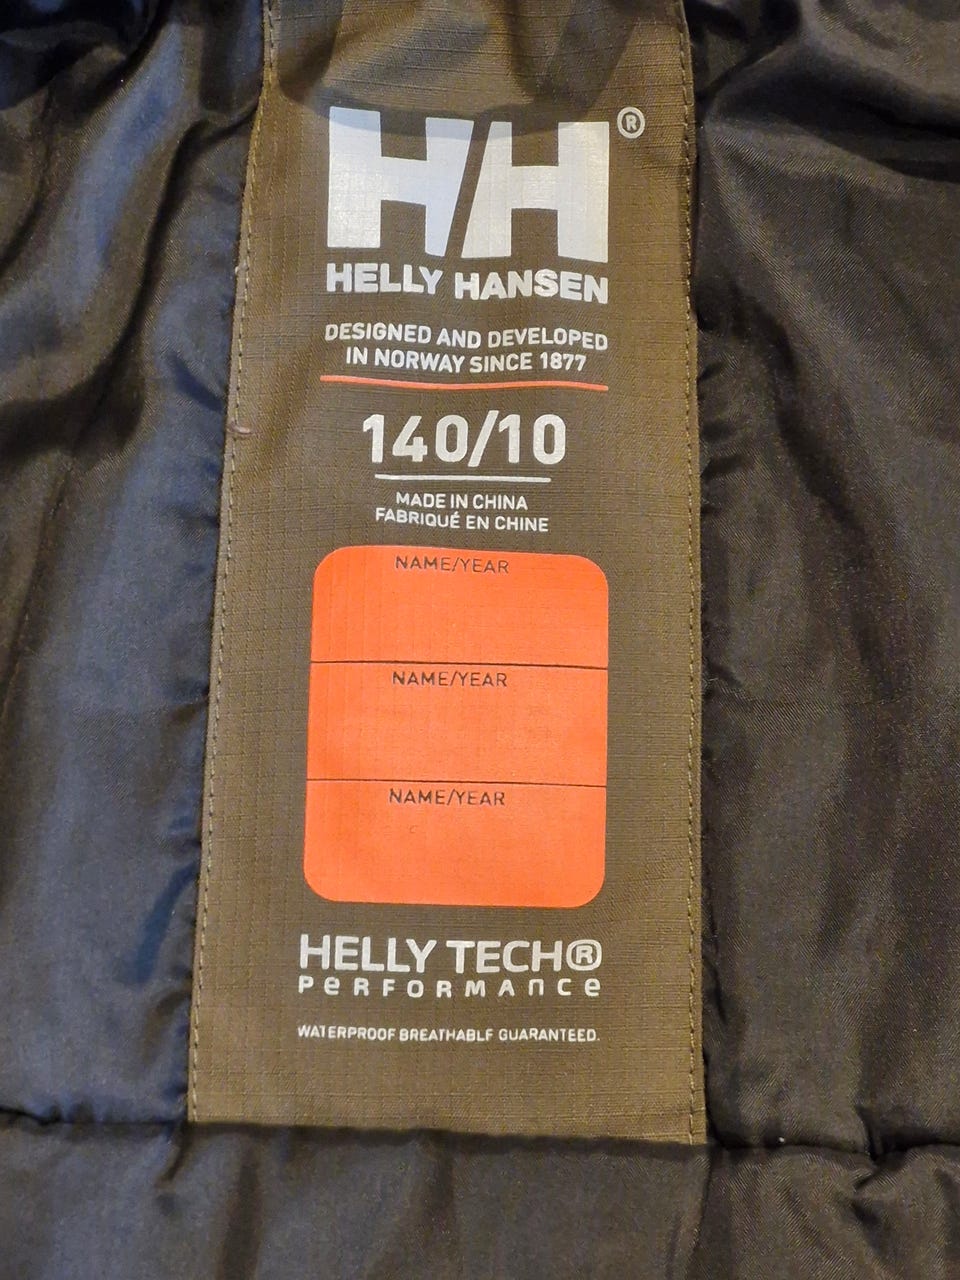 HH®
HELLY HANSEN
DESIGNED AND DEVELOPED
IN NORWAY SINCE 1877
140/10
MADE IN CHINA
FABRIQUÉ EN CHINE
NAME/YEAR
NAME/YEAR
NAME/YEAR
HELLY TECH®
PeRFORMAnCe
WATERPROOF BREATHABLE GUARANTEED.